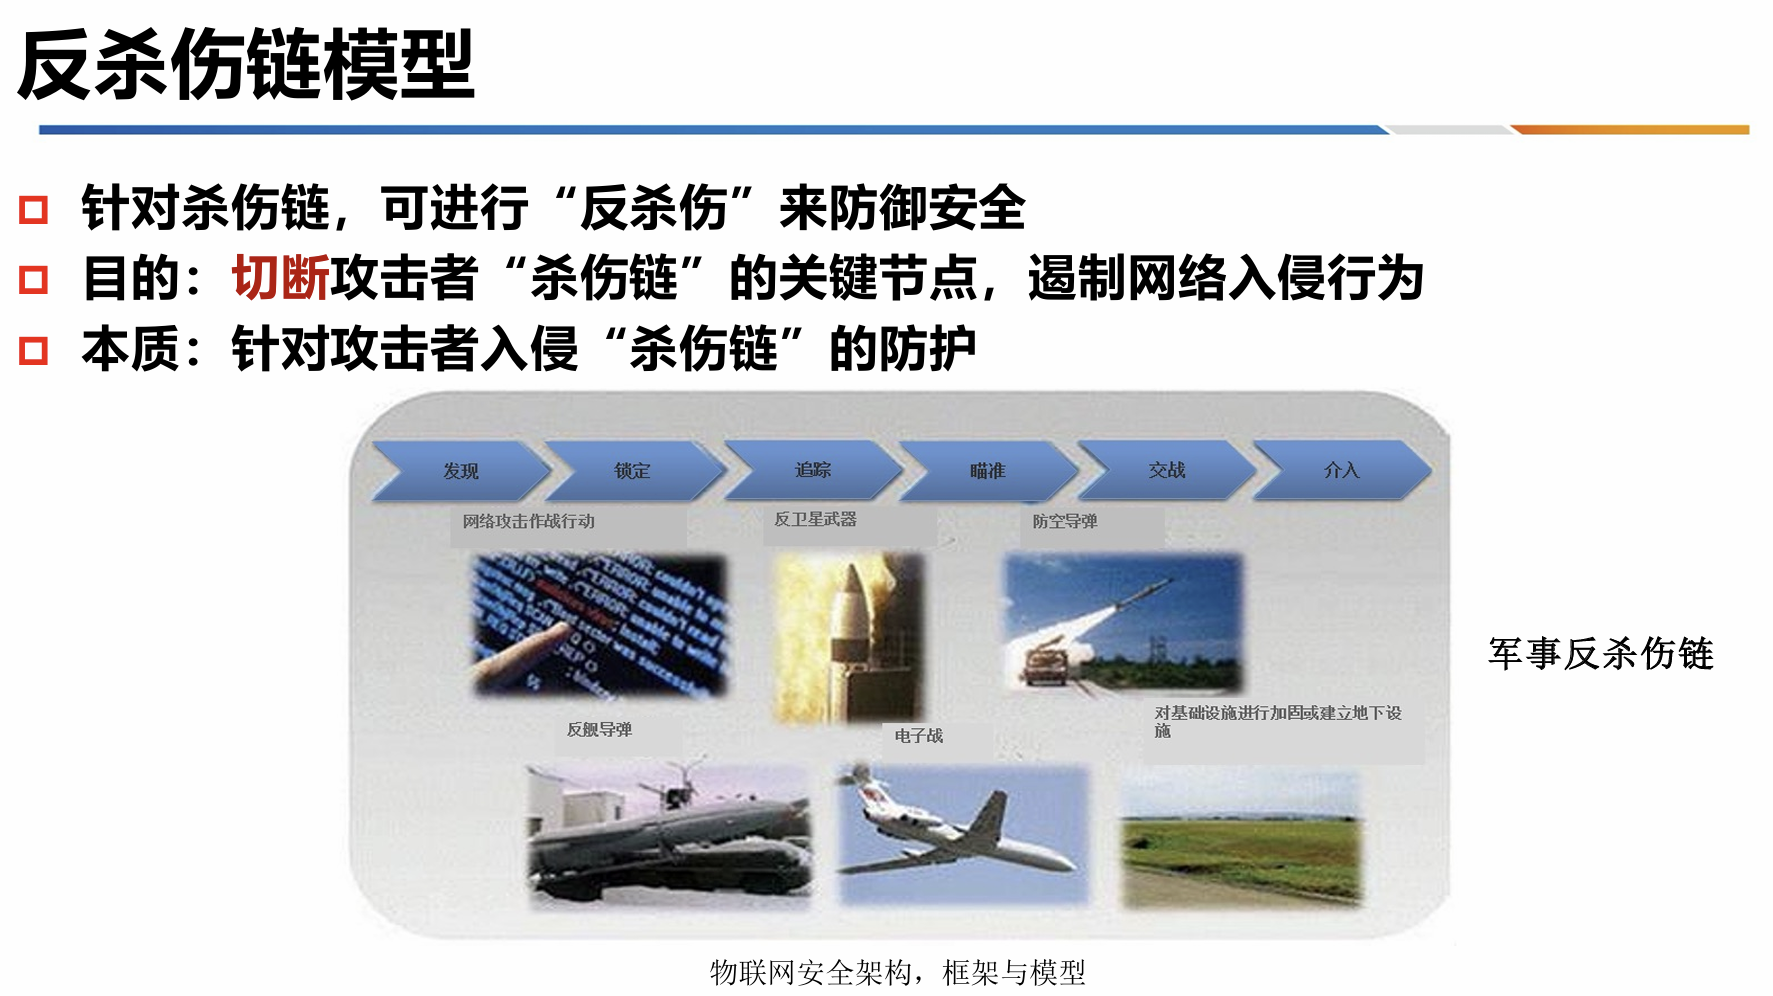 反杀伤链模型
针对杀伤链，可进行“反杀伤”来防御安全
目的：切断攻击者“杀伤链”的关键节点，遏制网络入侵行为
本质：针对攻击者入侵“杀伤链”的防护
发现
锁定
追踪
瞄准
交战
介入
网络攻击作战行动
反卫星武器
防空导弹
反舰导弹
电子战
对基础设施进行加固或建立地下设
施
军事反杀伤链
物联网安全架构，框架与模型